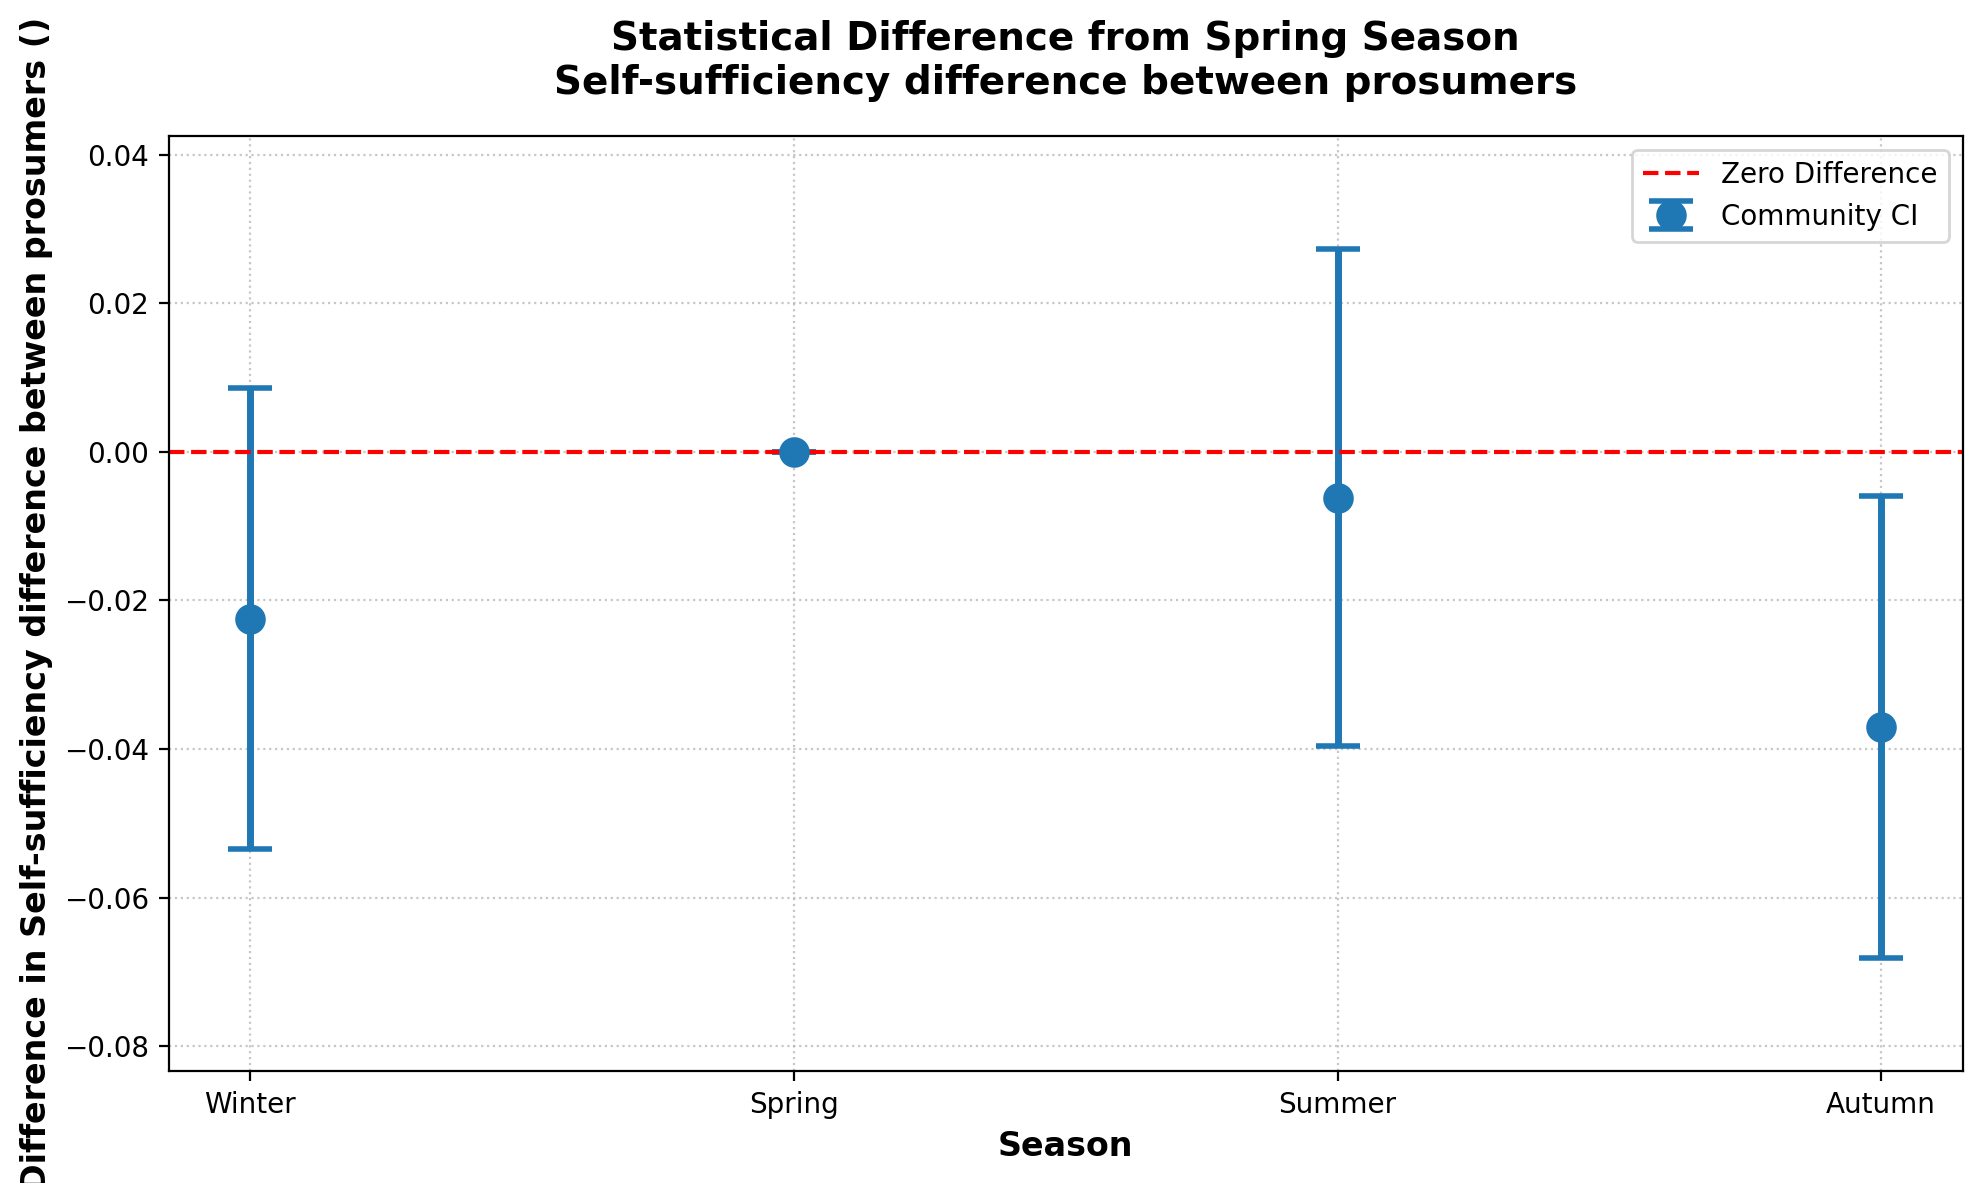 Statistical Difference from Spring Season
Self-sufficiency difference between prosumers
Difference in Self-sufficiency difference between prosumers ()
0.04
0.02
0.00
−0.02
−0.04
−0.06
−0.08
Zero Difference
Community CI
Winter
Spring
Summer
Autumn
Season